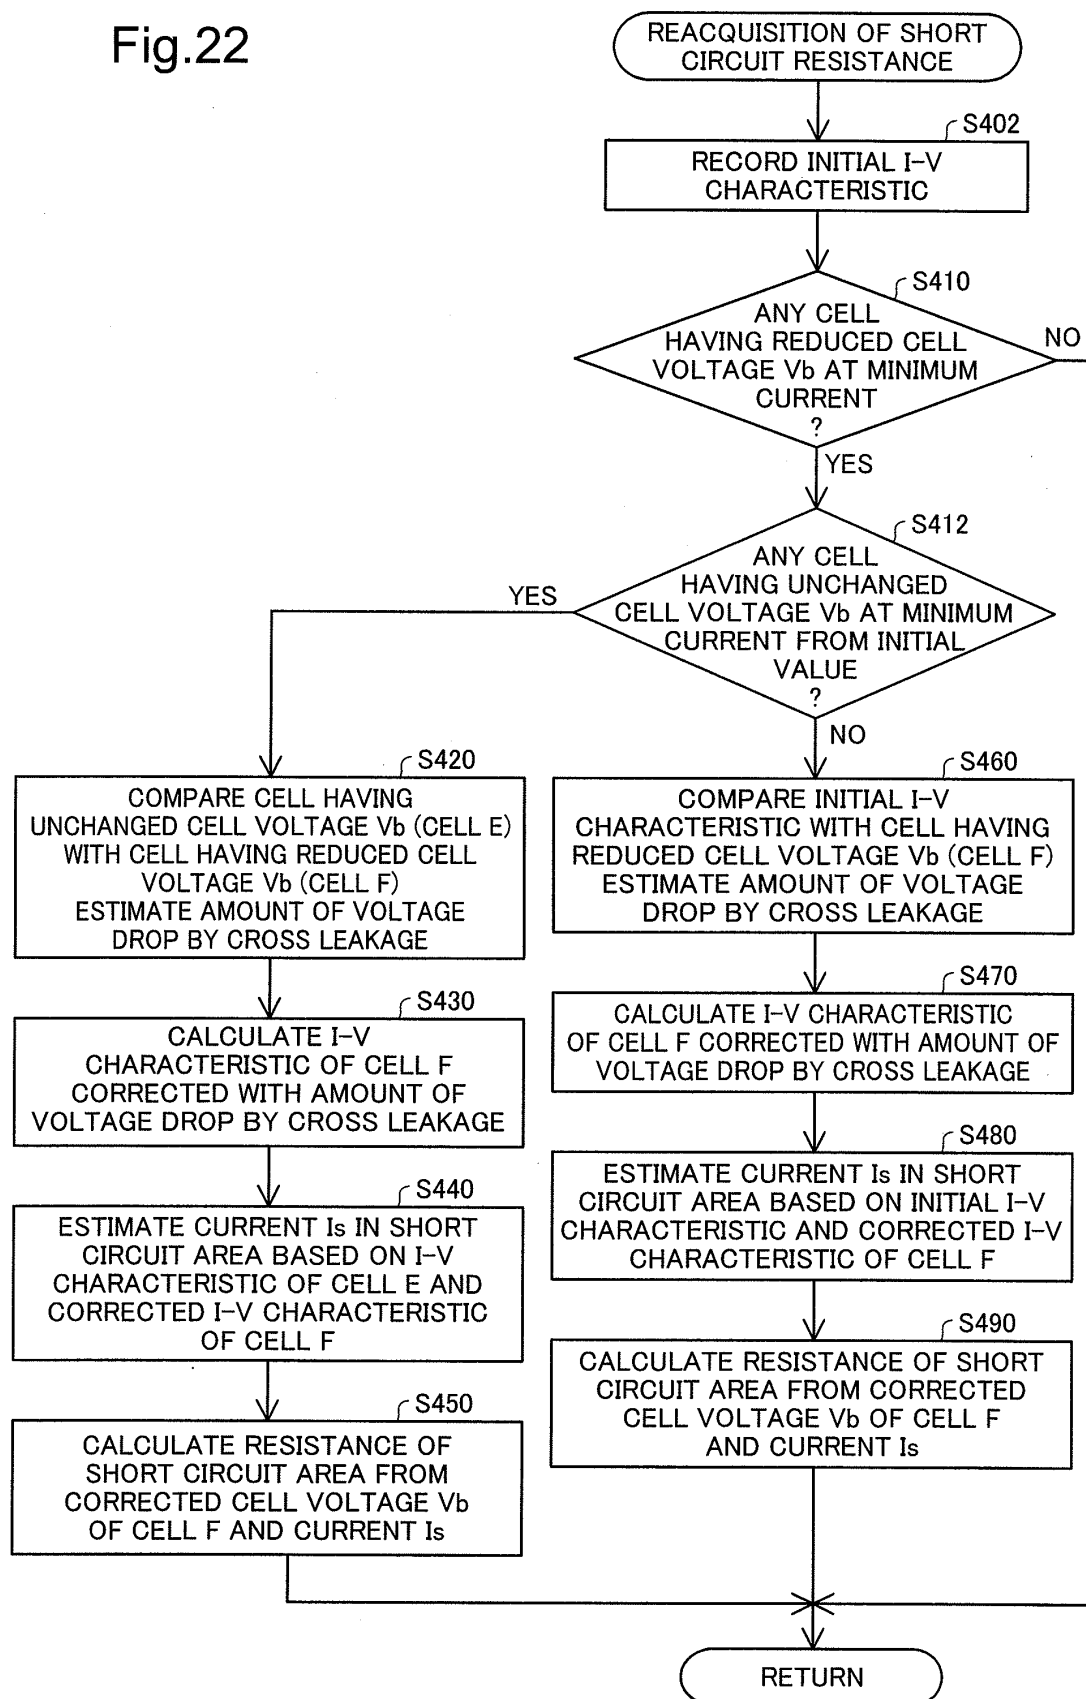 Fig.22
REACQUISITION OF SHORT
CIRCUIT RESISTANCE
S402
RECORD INITIAL I-V
CHARACTERISTIC
S410
ANY CELL
HAVING REDUCED CELL
VOLTAGE Vb AT MINIMUM
CURRENT
?
NO
YES
S412
ANY CELL
HAVING UNCHANGED
CELL VOLTAGE Vb AT MINIMUM
CURRENT FROM INITIAL
VALUE
?
YES
NO
S420
COMPARE CELL HAVING
UNCHANGED CELL VOLTAGE Vb (CELL E)
WITH CELL HAVING REDUCED CELL
VOLTAGE Vb (CELL F)
ESTIMATE AMOUNT OF VOLTAGE
DROP BY CROSS LEAKAGE
S430
CALCULATE I-V
CHARACTERISTIC OF CELL F
CORRECTED WITH AMOUNT OF
VOLTAGE DROP BY CROSS LEAKAGE
S440
ESTIMATE CURRENT Is IN SHORT
CIRCUIT AREA BASED ON I-V
CHARACTERISTIC OF CELL E AND
CORRECTED I-V CHARACTERISTIC
OF CELL F
S450
CALCULATE RESISTANCE OF
SHORT CIRCUIT AREA FROM
CORRECTED CELL VOLTAGE Vb
OF CELL F AND CURRENT Is
S460
COMPARE INITIAL I-V
CHARACTERISTIC WITH CELL HAVING
REDUCED CELL VOLTAGE Vb (CELL F)
ESTIMATE AMOUNT OF VOLTAGE
DROP BY CROSS LEAKAGE
S470
CALCULATE I-V CHARACTERISTIC
OF CELL F CORRECTED WITH AMOUNT OF
VOLTAGE DROP BY CROSS LEAKAGE
S480
ESTIMATE CURRENT Is IN SHORT
CIRCUIT AREA BASED ON INITIAL I-V
CHARACTERISTIC AND CORRECTED I-V
CHARACTERISTIC OF CELL F
S490
CALCULATE RESISTANCE OF SHORT
CIRCUIT AREA FROM CORRECTED
CELL VOLTAGE Vb OF CELL F
AND CURRENT Is
RETURN